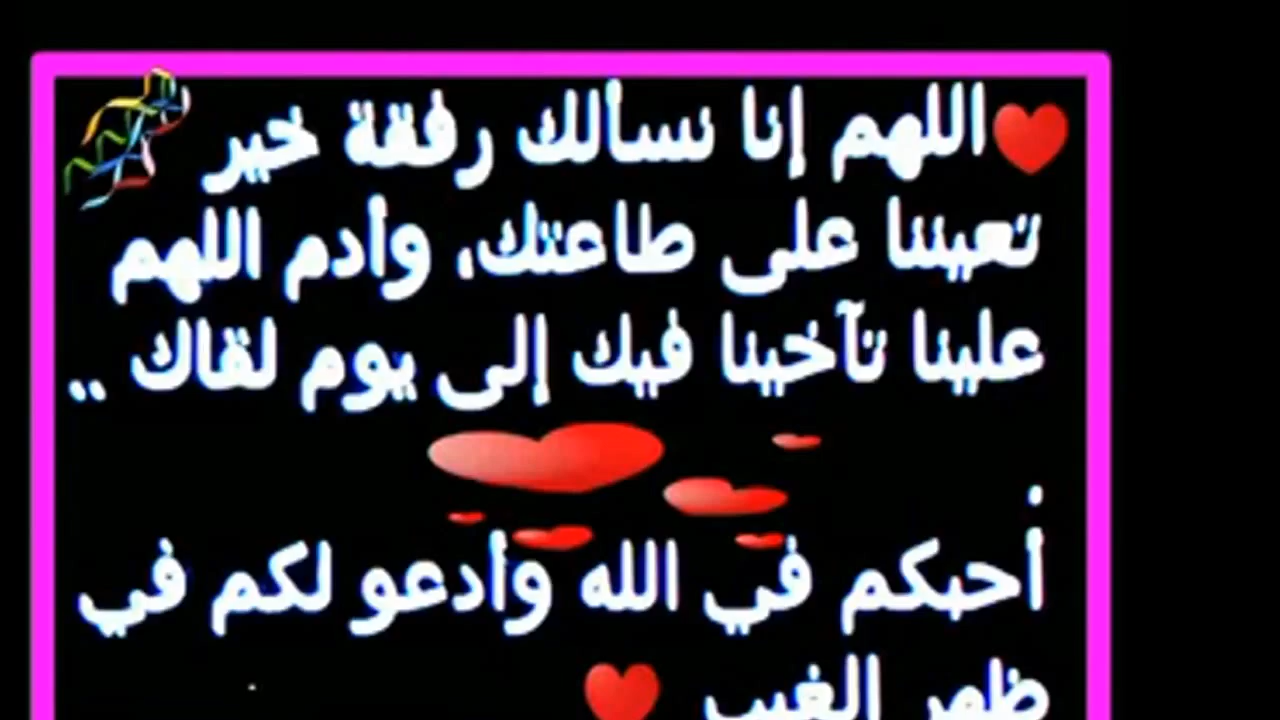 اللهم إنا نسألك رفقة خير
تعيننا على طاعتك، وأدم اللهم
علينا تآخينا فيك إلى يوم لقاك ..
.
أحبكم في الله وأدعو لكم في
ظهر الغيب